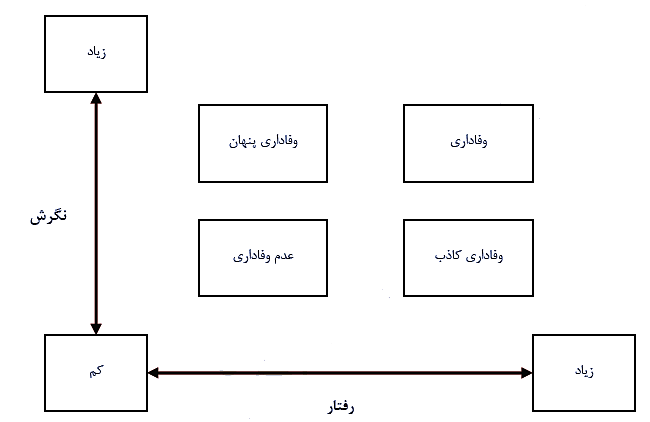 زیاد
وفاداری
وفاداری پنهان
نگرش
وفاداری کاذب
عدم وفاداری
زیاد
کم
رفتار